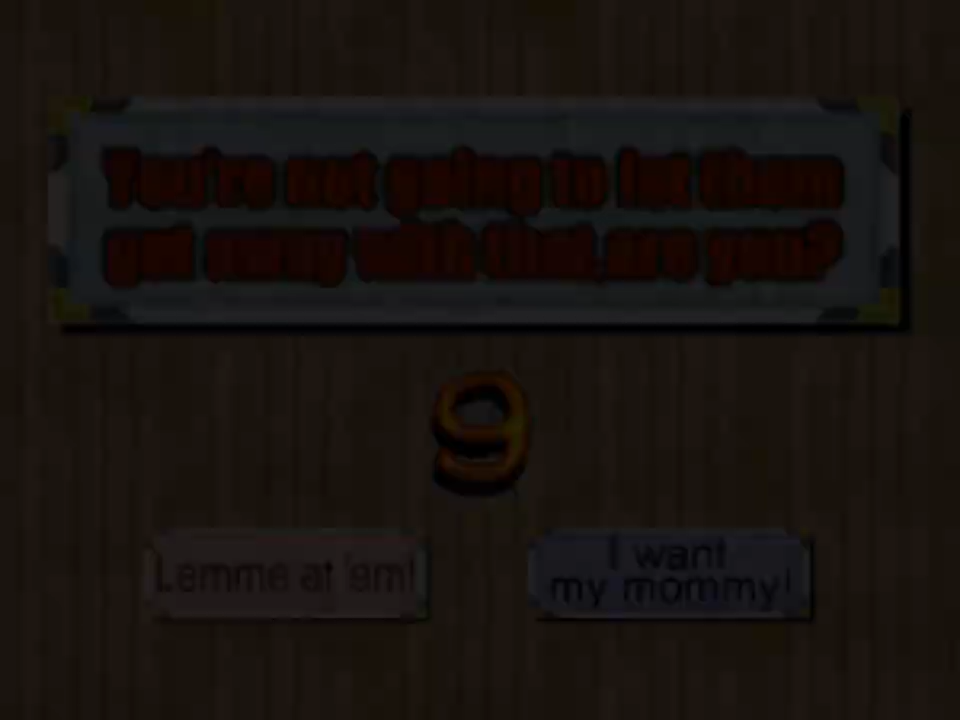 You're not going to let them
get away with that, are you?
9
Lemme at 'em!
I want
my mommy!